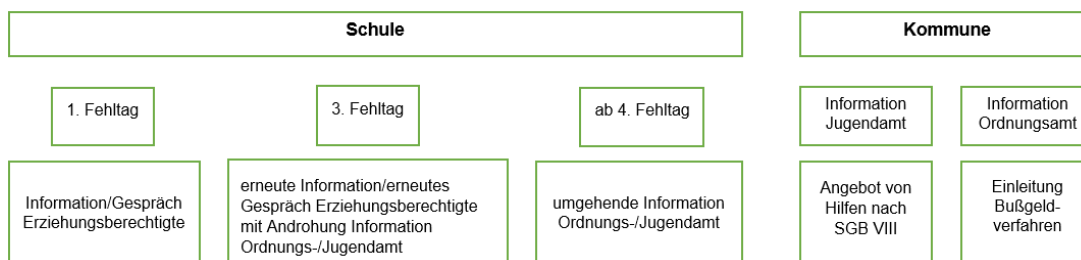 Schule
Kommune
1. Fehltag
3. Fehltag
ab 4. Fehltag
Information
Jugendamt
Information
Ordnungsamt
Information/Gespräch
Erziehungsberechtigte
erneute Information/erneutes
Gespräch Erziehungsberechtigte
mit Androhung Information
Ordnungs-/Jugendamt
umgehende Information
Ordnungs-/Jugendamt
Angebot von
Hilfen nach
SGB VIII
Einleitung
Bußgeld-
verfahren